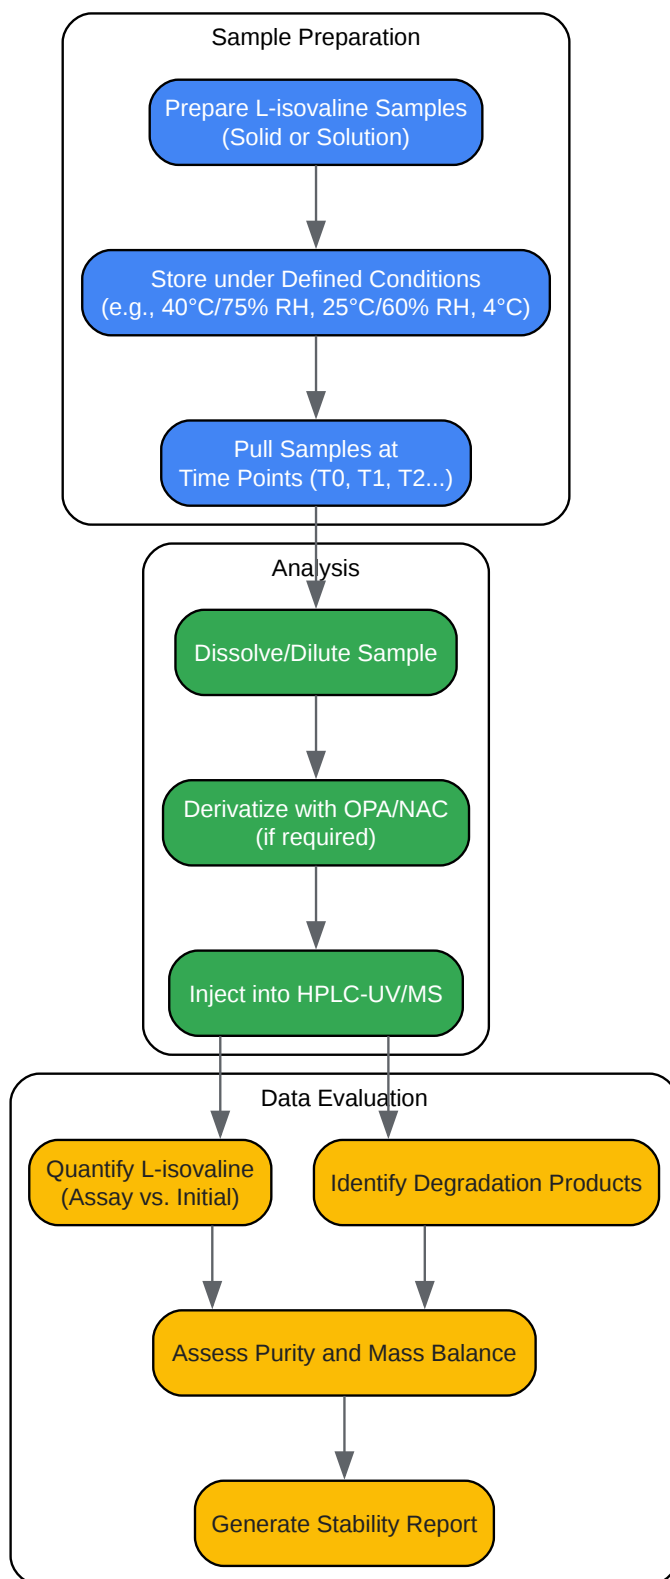 Sample Preparation
Prepare L-isovaline Samples
(Solid or Solution)
Store under Defined Conditions
(e.g., 40°C/75% RH, 25°C/60% RH, 4°C)
Pull Samples at
Time Points (T0, T1, T2...)
Analysis
Dissolve/Dilute Sample
Derivatize with OPA/NAC
(if required)
Inject into HPLC-UV/MS
Data Evaluation
Quantify L-isovaline
(Assay vs. Initial)
Identify Degradation Products
Assess Purity and Mass Balance
Generate Stability Report